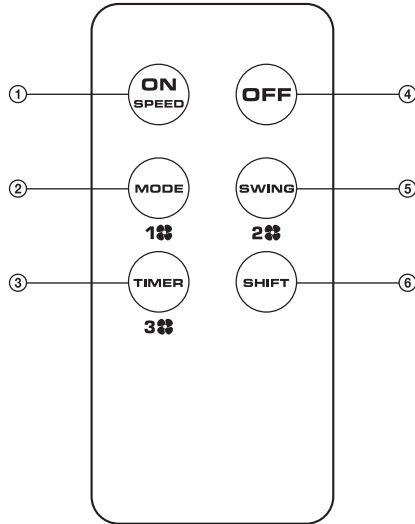 ① ON SPEED OFF ④
② MODE SWING ⑤
1 2
③ TIMER SHIFT ⑥
3